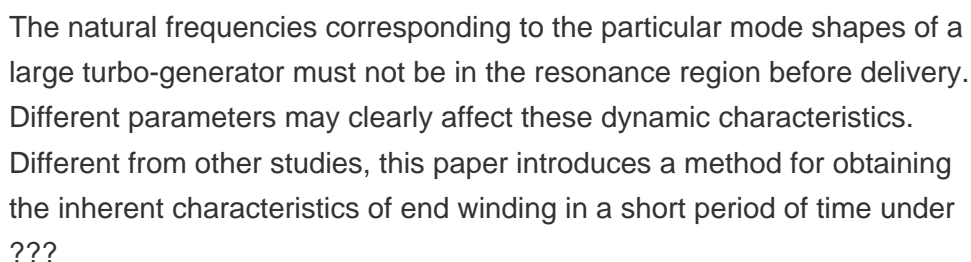 The natural frequencies corresponding to the particular mode shapes of a
large turbo-generator must not be in the resonance region before delivery.
Different parameters may clearly affect these dynamic characteristics.
Different from other studies, this paper introduces a method for obtaining
the inherent characteristics of end winding in a short period of time under
???